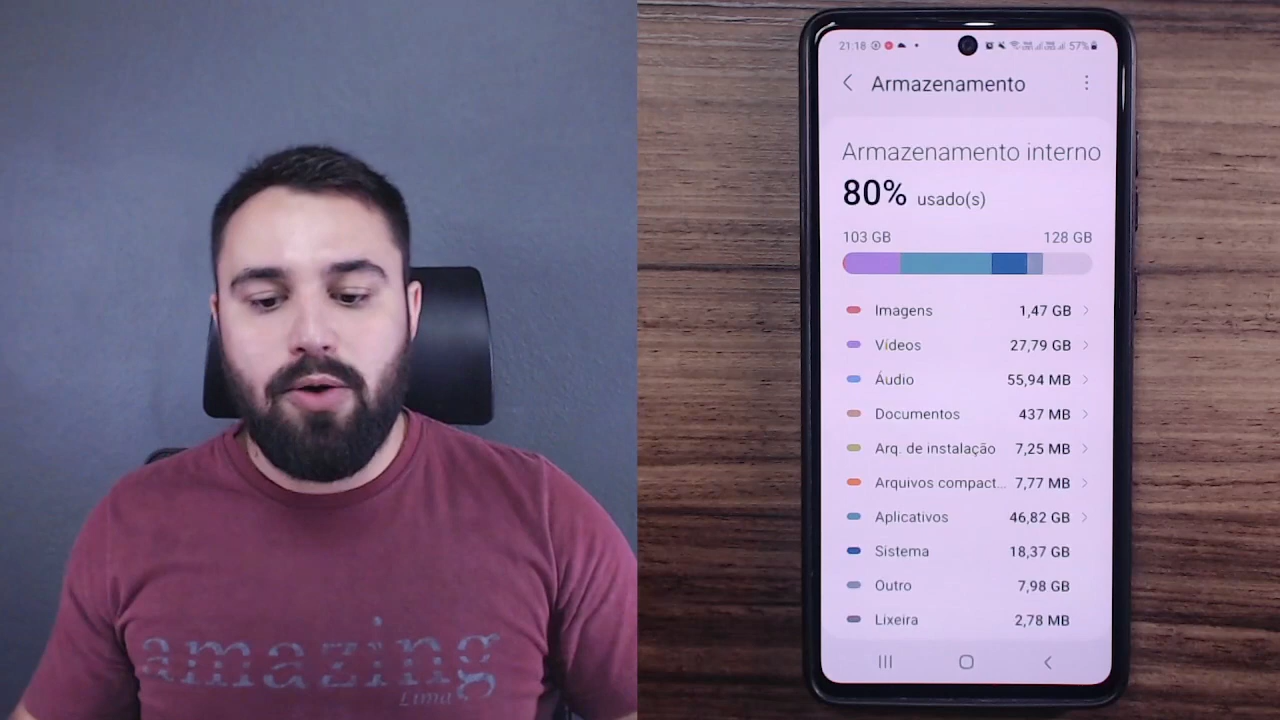 amazing
Lima
21:18
57%
Armazenamento
Armazenamento interno
80% usado(s)
103 GB 128 GB
Imagens 1,47 GB
Vídeos 27,79 GB
Áudio 55,94 MB
Documentos 437 MB
Arq. de instalação 7,25 MB
Arquivos compact... 7,77 MB
Aplicativos 46,82 GB
Sistema 18,37 GB
Outro 7,98 GB
Lixeira 2,78 MB